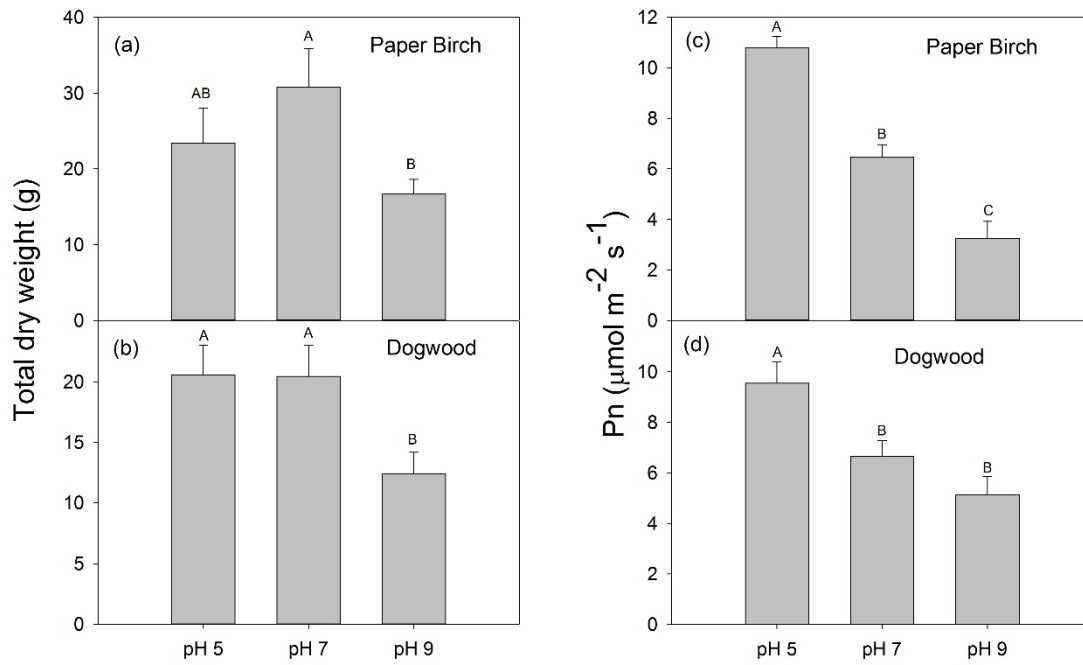 Total dry weight (g)
(a)
Paper Birch
40
30
20
10
0
AB
A
B
(b)
Dogwood
20
15
10
5
0
A
A
B
pH 5
pH 7
pH 9
Pn (μmol m-2 s-1)
(c)
Paper Birch
12
10
8
6
4
2
0
A
B
C
(d)
Dogwood
10
8
6
4
2
0
A
B
B
pH 5
pH 7
pH 9